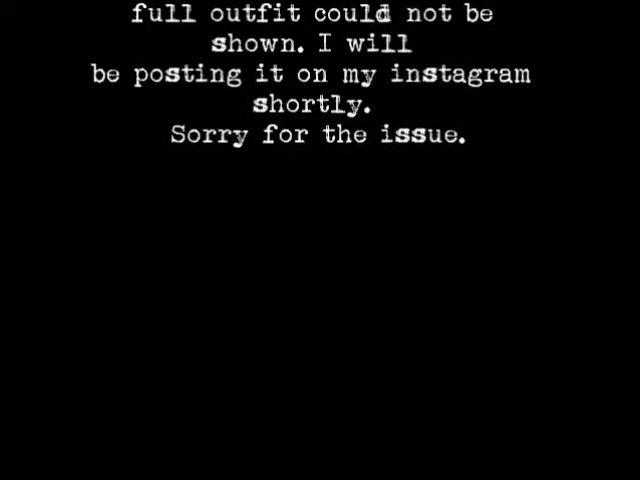 full outfit could not be
shown. I will
be posting it on my instagram
shortly.
Sorry for the issue.